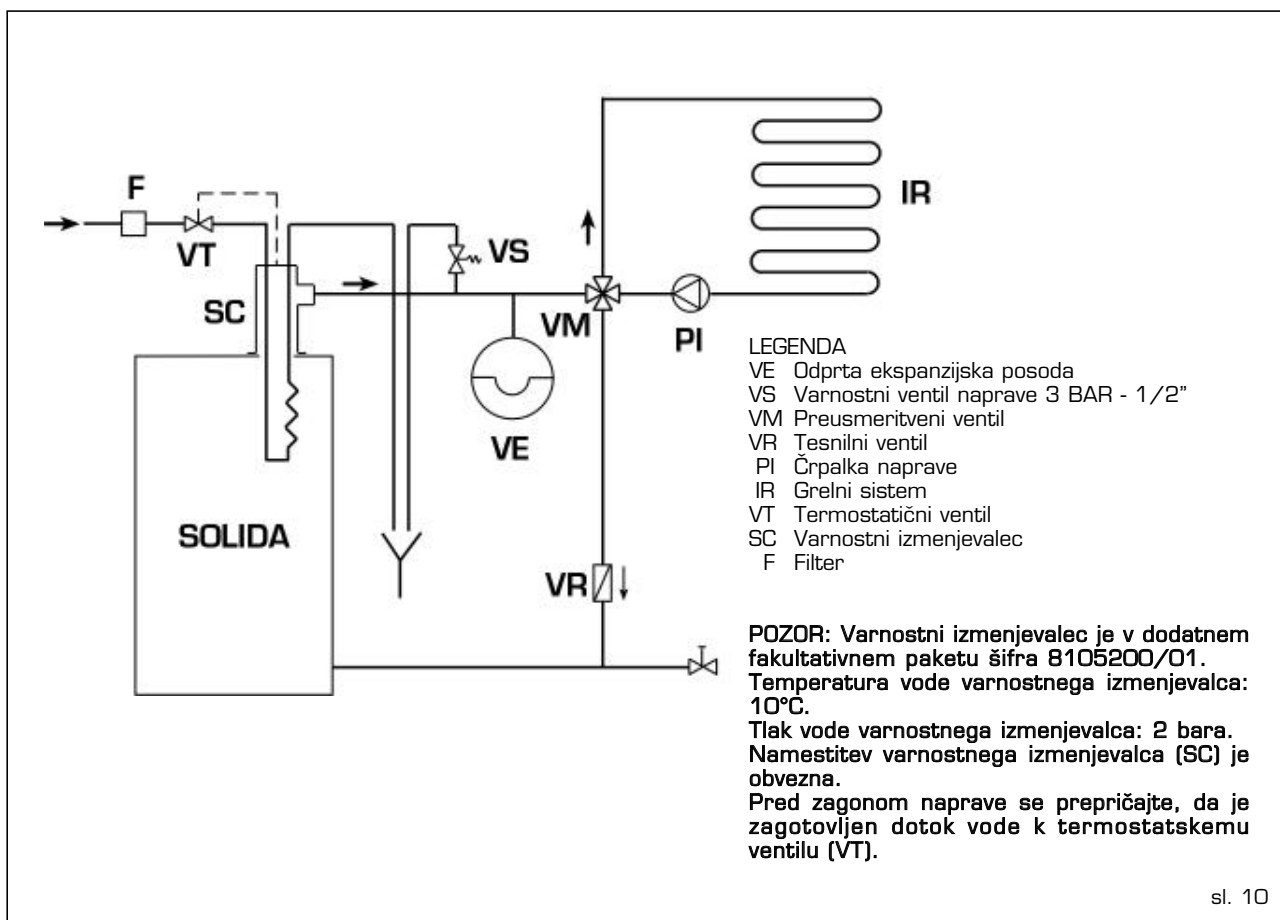 F
VT
SC
VS
VM
PI
IR
VE
SOLIDA
VR
LEGENDA
VE Odprta ekspanzijska posoda
VS Varnostni ventil naprave 3 BAR - 1/2”
VM Preusmeritveni ventil
VR Tesnilni ventil
PI Črpalka naprave
IR Grelni sistem
VT Termostatični ventil
SC Varnostni izmenjevalec
F Filter
POZOR: Varnostni izmenjevalec je v dodatnem
fakultativnem paketu šifra 8105200/01.
Temperatura vode varnostnega izmenjevalca:
10°C.
Tlak vode varnostnega izmenjevalca: 2 bara.
Namestitev varnostnega izmenjevalca (SC) je
obvezna.
Pred zagonom naprave se prepričajte, da je
zagotovljen dotok vode k termostatskemu
ventilu (VT).
sl. 10